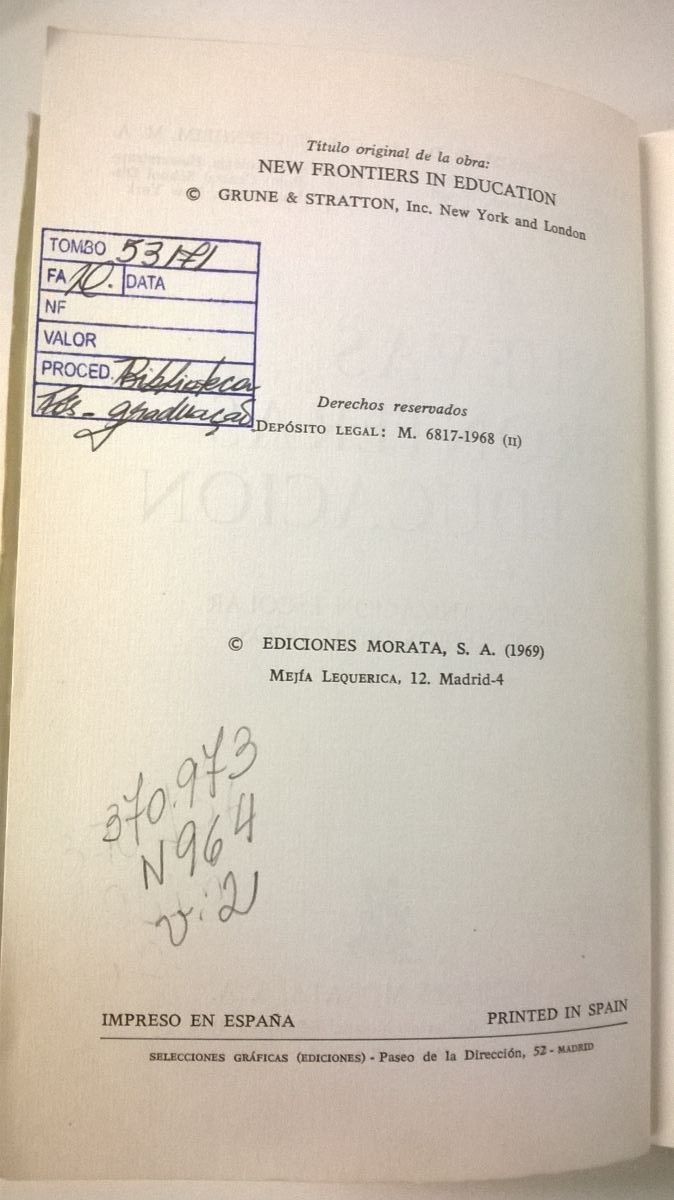 Título original de la obra:
NEW FRONTIERS IN EDUCATION
© GRUNE & STRATTON, Inc. New York and London
TOMBO
FA 10. DATA
NF
VALOR
PROCED. Biblioteca
Pós-graduação
Derechos reservados
DEPÓSITO LEGAL: M. 6817-1968 (II)
© EDICIONES MORATA, S. A. (1969)
MEJÍA LEQUERICA, 12. Madrid-4
370.973
N964
v.2
IMPRESO EN ESPAÑA
PRINTED IN SPAIN
SELECCIONES GRÁFICAS (EDICIONES) - Paseo de la Dirección, 52 - MADRID